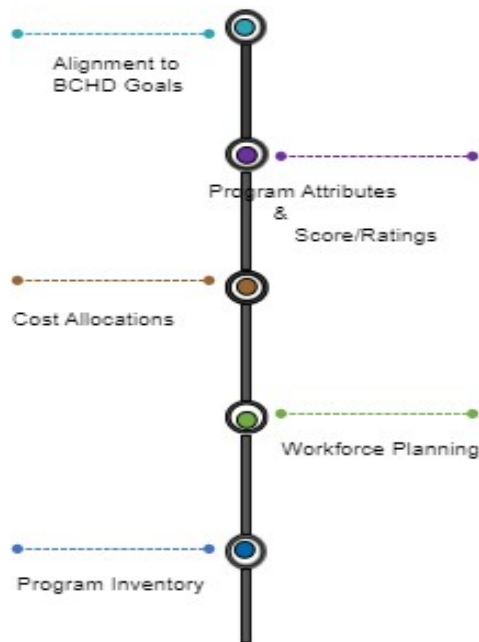 Alignment to
BCHD Goals
Program Attributes
&
Score/Ratings
Cost Allocations
Workforce Planning
Program Inventory